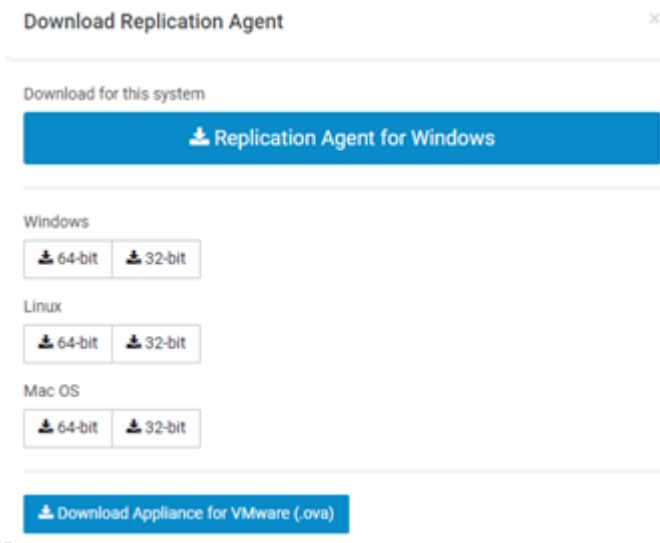 Download Replication Agent
×
Download for this system
Replication Agent for Windows
Windows
64-bit 32-bit
Linux
64-bit 32-bit
Mac OS
64-bit 32-bit
Download Appliance for VMware (.ova)